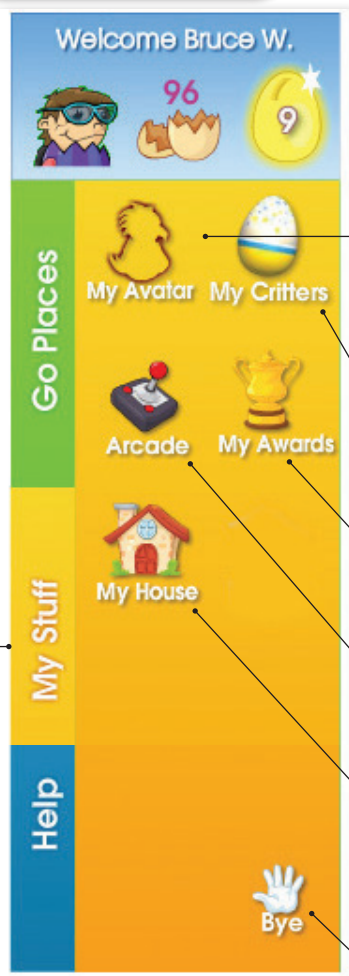 Welcome Bruce W.
96
9
Go Places
My Avatar
My Critters
Arcade
My Awards
My Stuff
My House
Help
Bye